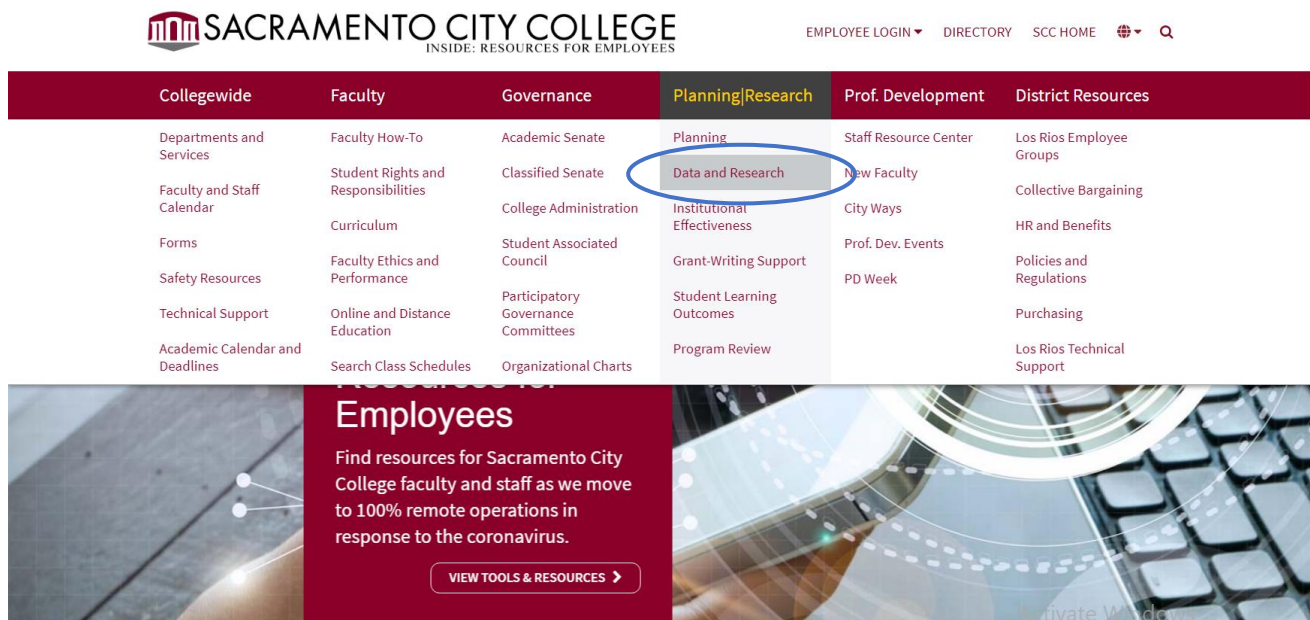 SACRAMENTO CITY COLLEGE
INSIDE: RESOURCES FOR EMPLOYEES
EMPLOYEE LOGIN DIRECTORY SCC HOME
Collegewide Faculty Governance Planning|Research Prof. Development District Resources
Departments and
Services
Faculty and Staff
Calendar
Forms
Safety Resources
Technical Support
Academic Calendar and
Deadlines
Faculty How-To
Student Rights and
Responsibilities
Curriculum
Faculty Ethics and
Performance
Online and Distance
Education
Search Class Schedules
Academic Senate
Classified Senate
College Administration
Student Associated
Council
Participatory
Governance
Committees
Organizational Charts
Planning
Data and Research
Institutional
Effectiveness
Grant-Writing Support
Student Learning
Outcomes
Program Review
Staff Resource Center
New Faculty
City Ways
Prof. Dev. Events
PD Week
Los Rios Employee
Groups
Collective Bargaining
HR and Benefits
Policies and
Regulations
Purchasing
Los Rios Technical
Support
Resources for
Employees
Find resources for Sacramento City
College faculty and staff as we move
to 100% remote operations in
response to the coronavirus.
VIEW TOOLS & RESOURCES